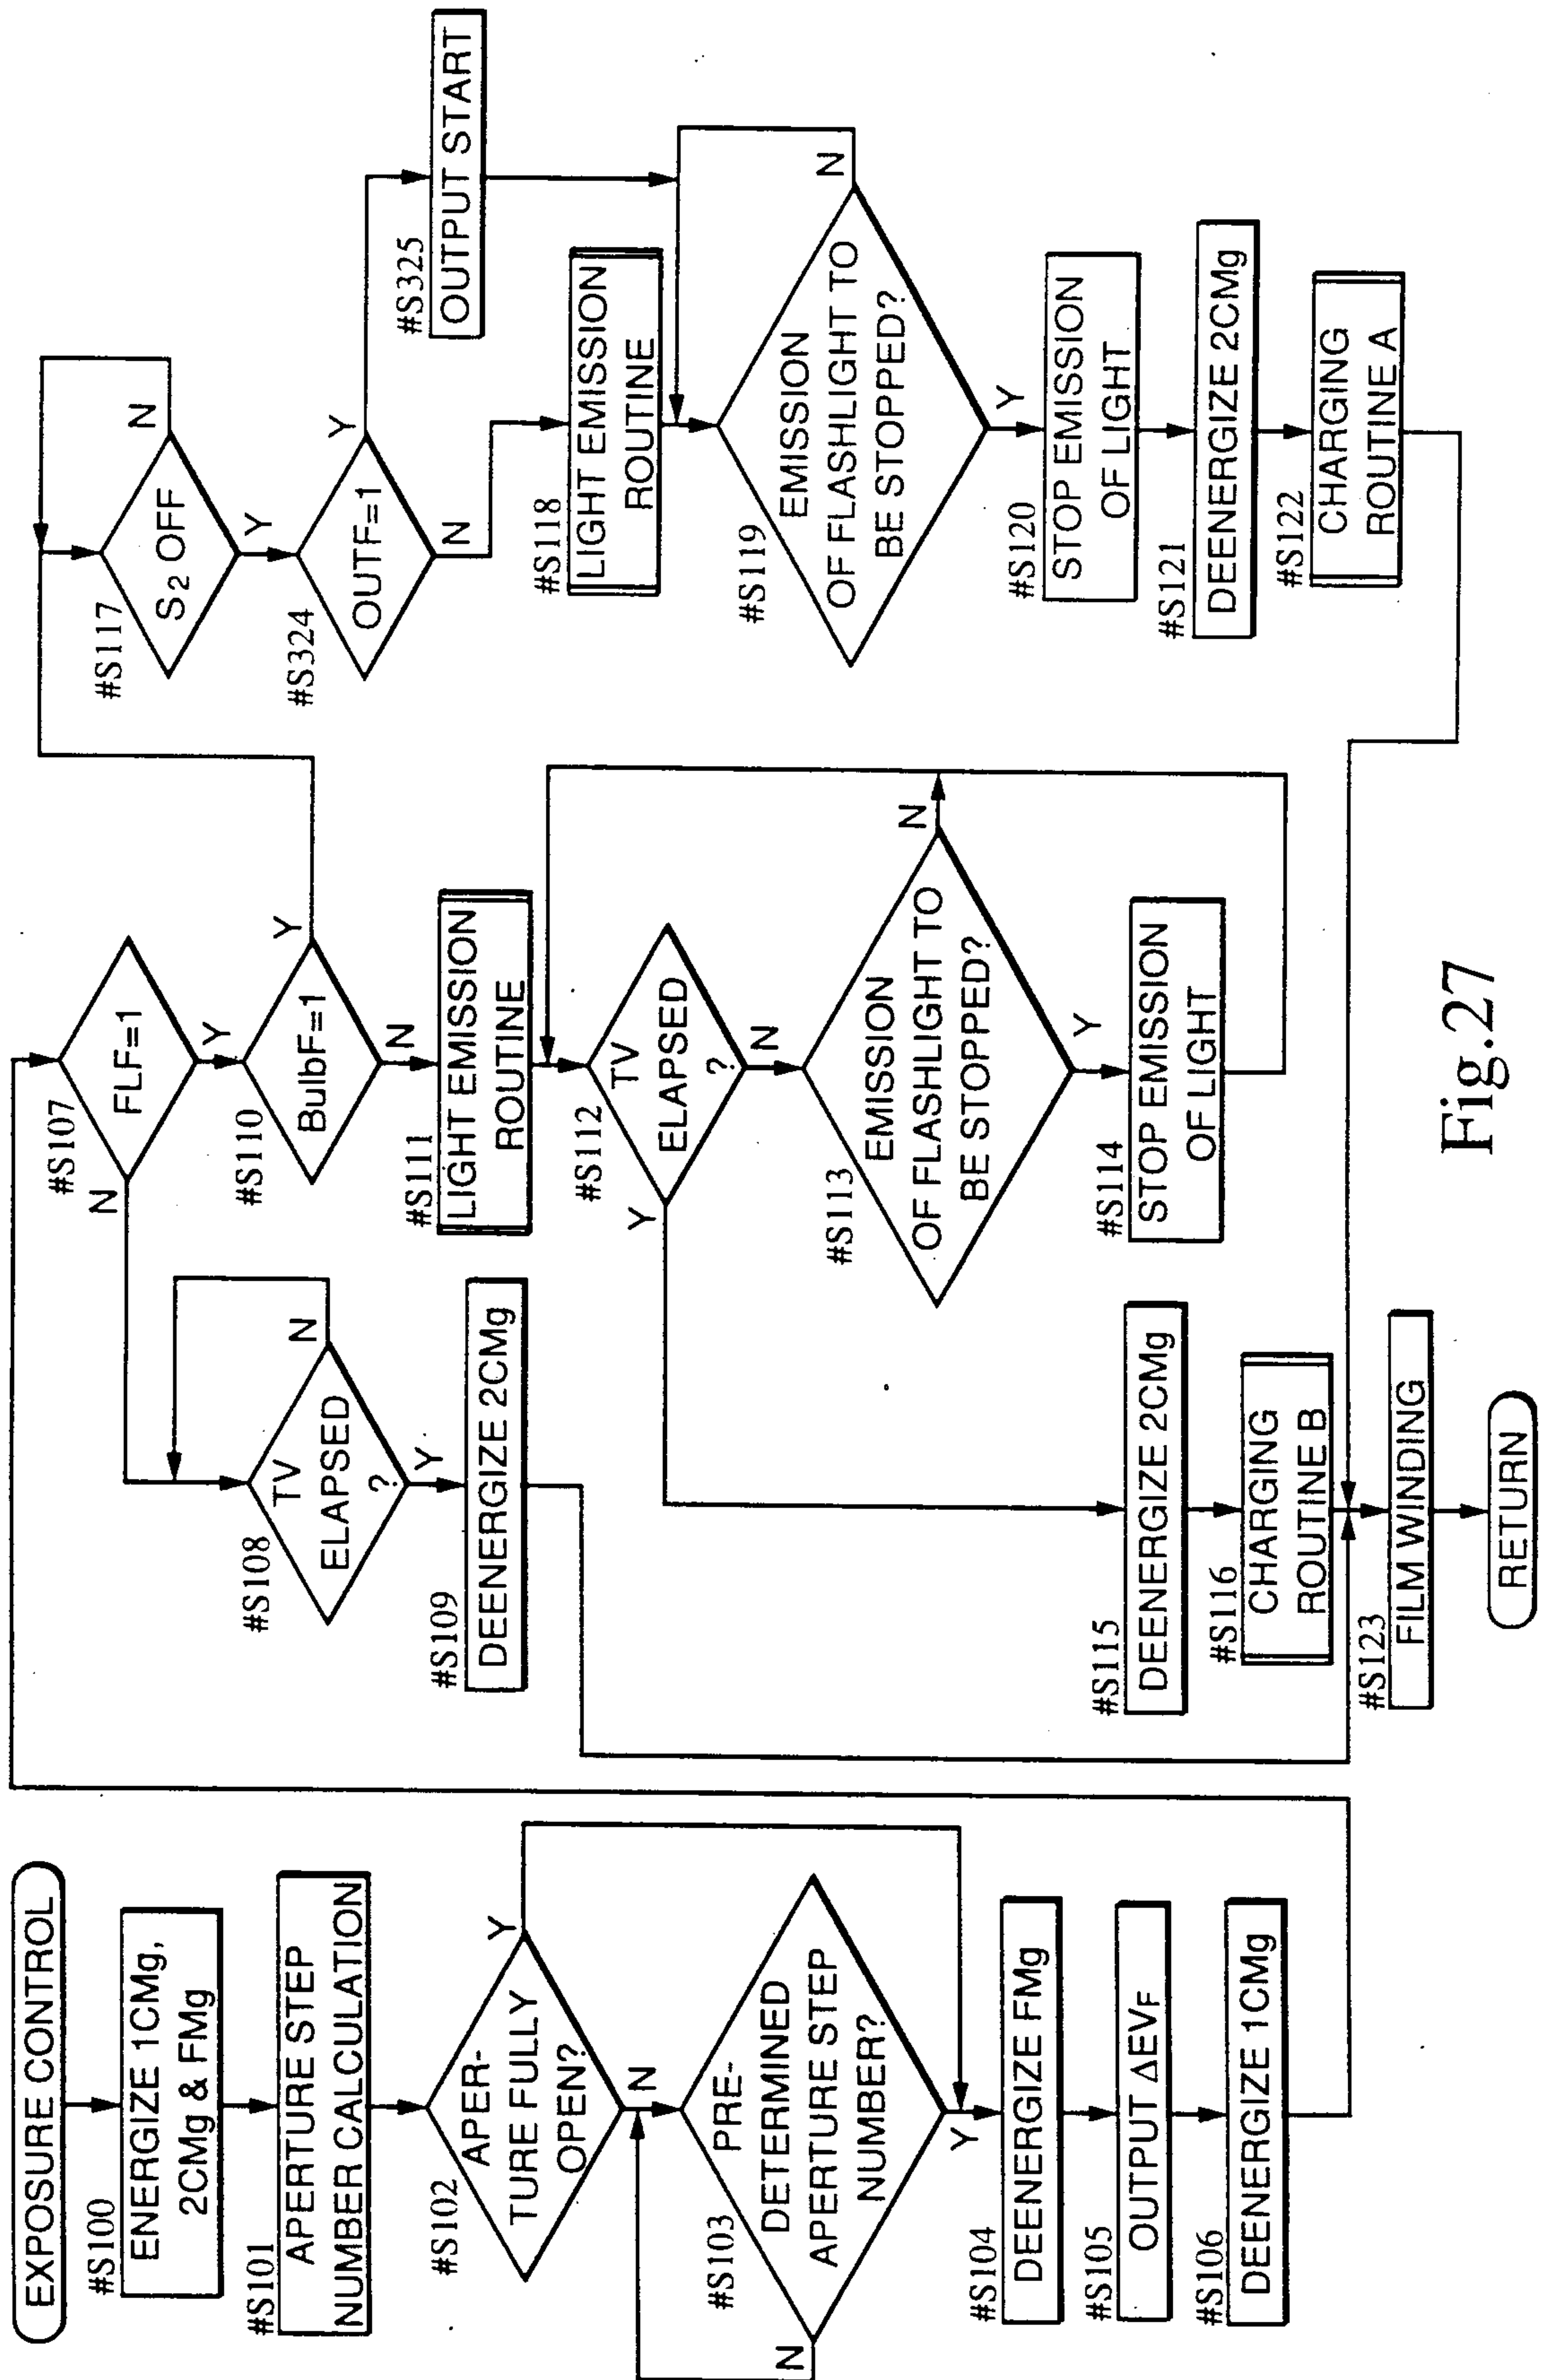 EXPOSURE CONTROL
#S100
ENERGIZE 1CMg,
2CMg & FMg
#S101
APERTURE STEP
NUMBER CALCULATION
#S102
APER-
TURE FULLY
OPEN?
Y
N
#S103
PRE-
DETERMINED
APERTURE STEP
NUMBER?
N
Y
#S104
DEENERGIZE FMg
#S105
OUTPUT ΔEVF
#S106
DEENERGIZE 1CMg
#S107
FLF=1
N
Y
#S108
TV
ELAPSED
?
N
Y
#S109
DEENERGIZE 2CMg
#S110
BulbF=1
Y
N
#S111
LIGHT EMISSION
ROUTINE
#S112
TV
ELAPSED
?
Y
N
#S113
EMISSION
OF FLASHLIGHT TO
BE STOPPED?
N
Y
#S114
STOP EMISSION
OF LIGHT
#S115
DEENERGIZE 2CMg
#S116
CHARGING
ROUTINE B
#S123
FILM WINDING
RETURN
#S117
S2 OFF
N
Y
#S324
OUTF=1
Y
N
#S325
OUTPUT START
#S118
LIGHT EMISSION
ROUTINE
#S119
EMISSION
OF FLASHLIGHT TO
BE STOPPED?
N
Y
#S120
STOP EMISSION
OF LIGHT
#S121
DEENERGIZE 2CMg
#S122
CHARGING
ROUTINE A
Fig.27